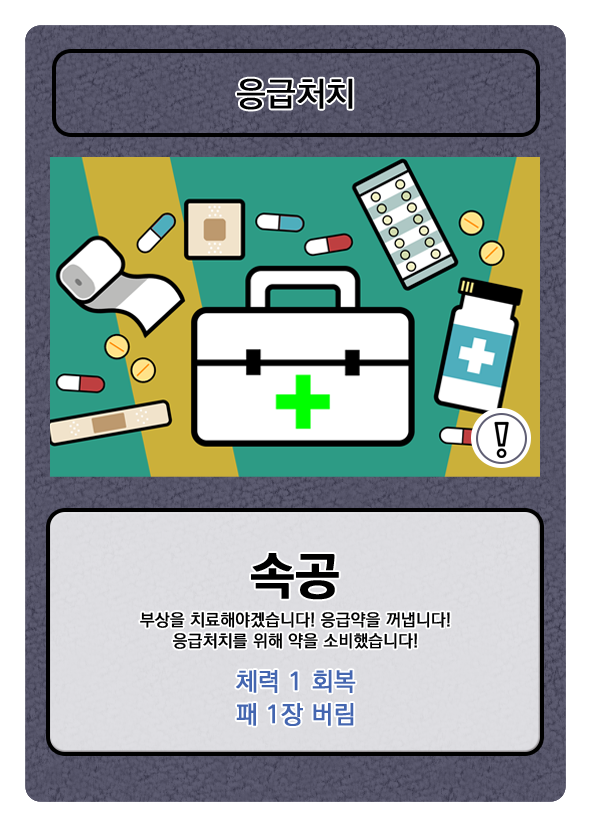 응급처치
!
속공
부상을 치료해야겠습니다! 응급약을 꺼냅니다!
응급처치를 위해 약을 소비했습니다!
체력 1 회복
패 1장 버림